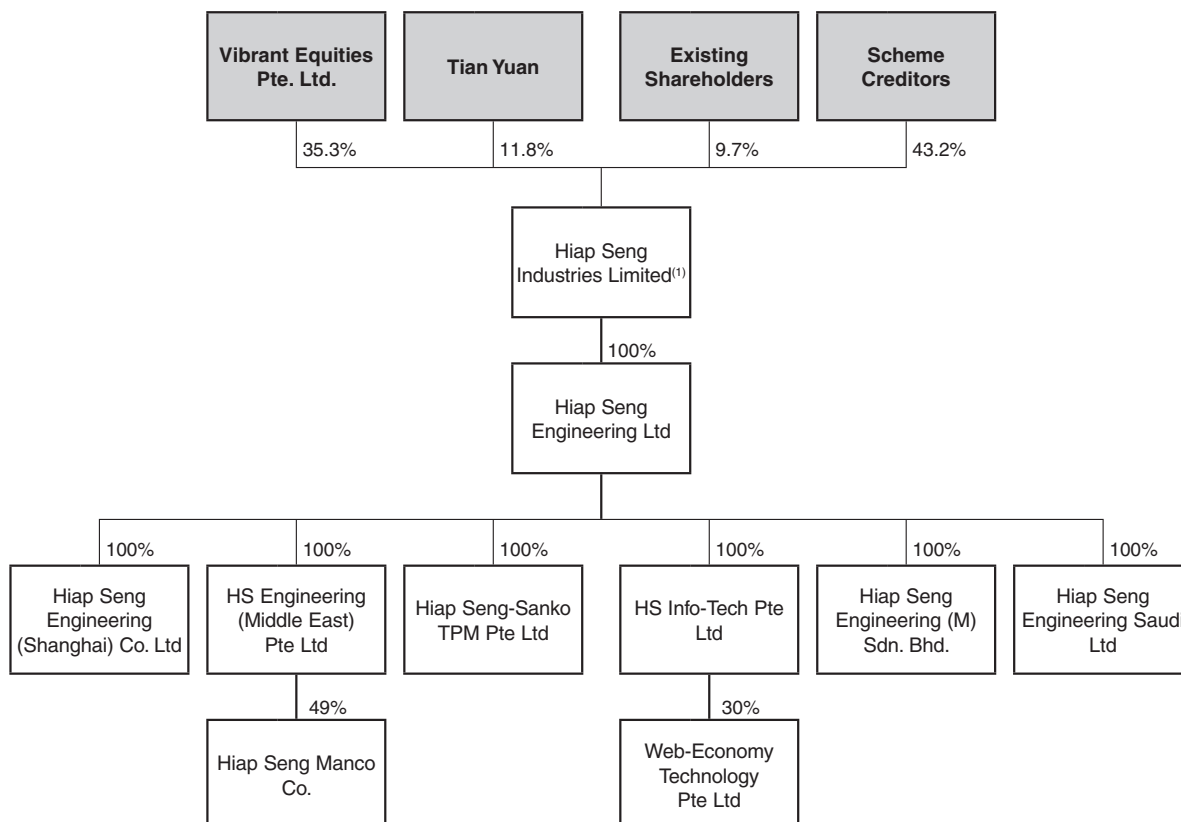 Vibrant Equities
Pte. Ltd.
Tian Yuan
Existing
Shareholders
Scheme
Creditors
35.3%
11.8%
9.7%
43.2%
Hiap Seng
Industries Limited(1)
100%
Hiap Seng
Engineering Ltd
100%
100%
100%
100%
100%
100%
Hiap Seng
Engineering
(Shanghai) Co. Ltd
HS Engineering
(Middle East)
Pte Ltd
Hiap Seng-Sanko
TPM Pte Ltd
HS Info-Tech Pte
Ltd
Hiap Seng
Engineering (M)
Sdn. Bhd.
Hiap Seng
Engineering Saudi
Ltd
49%
30%
Hiap Seng Manco
Co.
Web-Economy
Technology
Pte Ltd